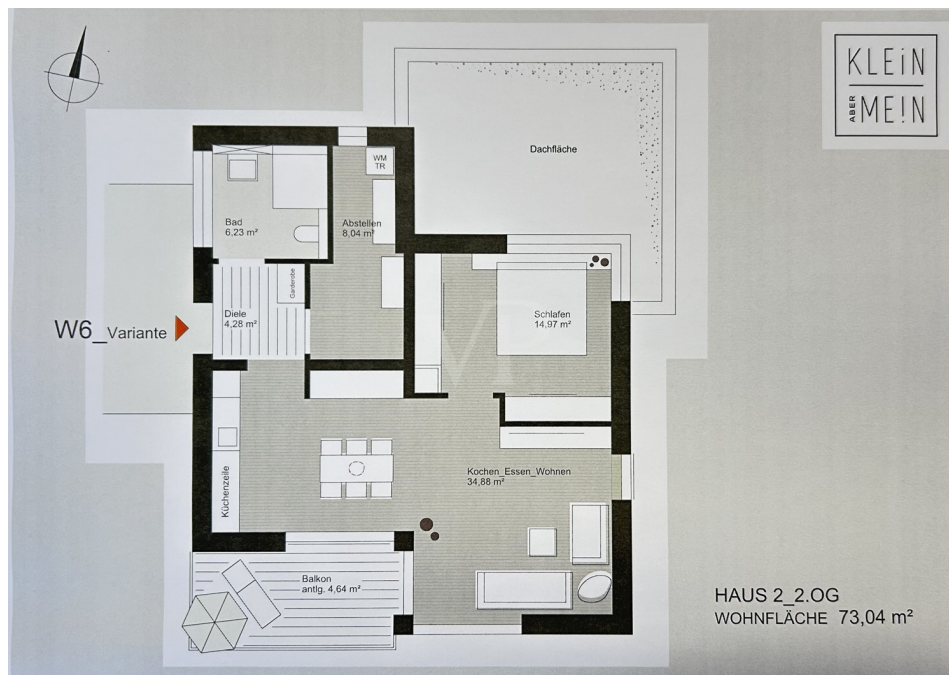 KLEiN
ABER
ME!N
Dachfläche
WM
TR
Bad
6,23 m²
Abstellen
8,04 m²
Garderobe
Diele
4,28 m²
Schlafen
14,97 m²
W6_Variante
VP
Küchenzeile
Kochen_Essen_Wohnen
34,88 m²
Balkon
antlg. 4,64 m²
HAUS 2_2.OG
WOHNFLÄCHE 73,04 m²